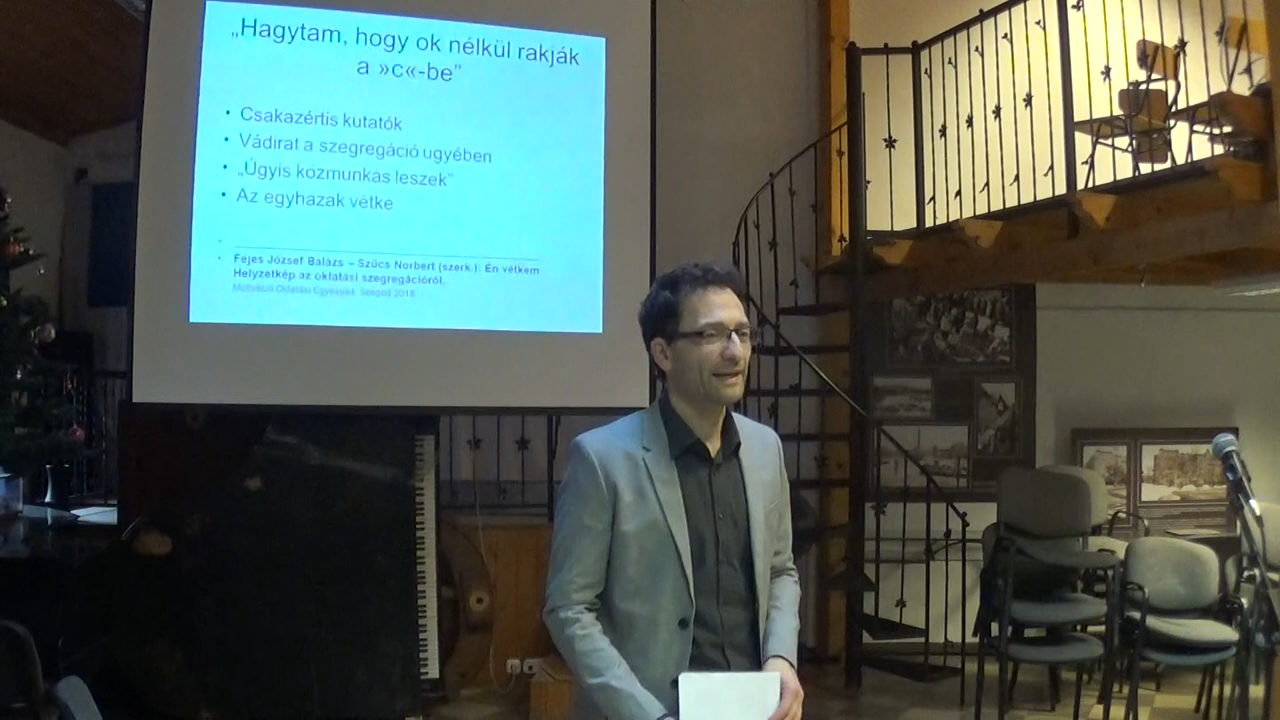 „Hagytam, hogy ok nélkül rakják
a »c«-be”
• Csakazértis kutatók
• Vádirat a szegregáció ügyében
• „Úgyis közmunkás leszek”
• Az egyházak vétke
• Fejes József Balázs – Szűcs Norbert (szerk.): Én vétkem
Helyzetkép az oktatási szegregációról.
Motiváció Oktatási Egyesület, Szeged 2018